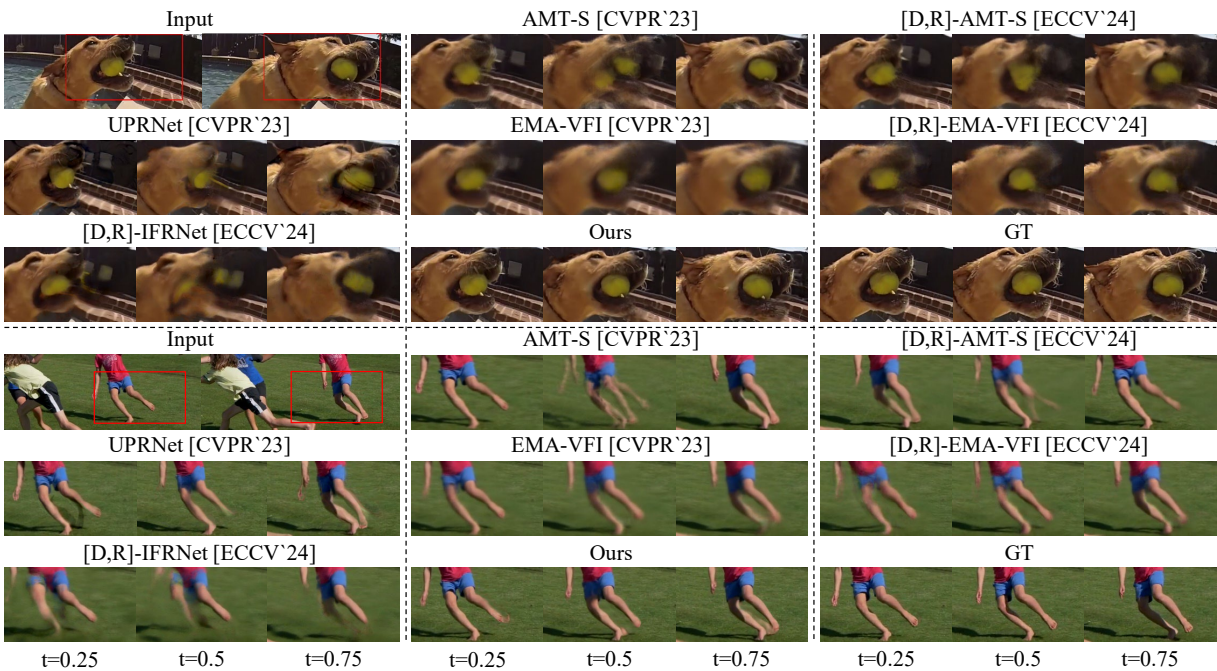 Input AMT-S [CVPR`23] [D,R]-AMT-S [ECCV`24]
UPRNet [CVPR`23] EMA-VFI [CVPR`23] [D,R]-EMA-VFI [ECCV`24]
[D,R]-IFRNet [ECCV`24] Ours GT
Input AMT-S [CVPR`23] [D,R]-AMT-S [ECCV`24]
UPRNet [CVPR`23] EMA-VFI [CVPR`23] [D,R]-EMA-VFI [ECCV`24]
[D,R]-IFRNet [ECCV`24] Ours GT
t=0.25 t=0.5 t=0.75 t=0.25 t=0.5 t=0.75 t=0.25 t=0.5 t=0.75